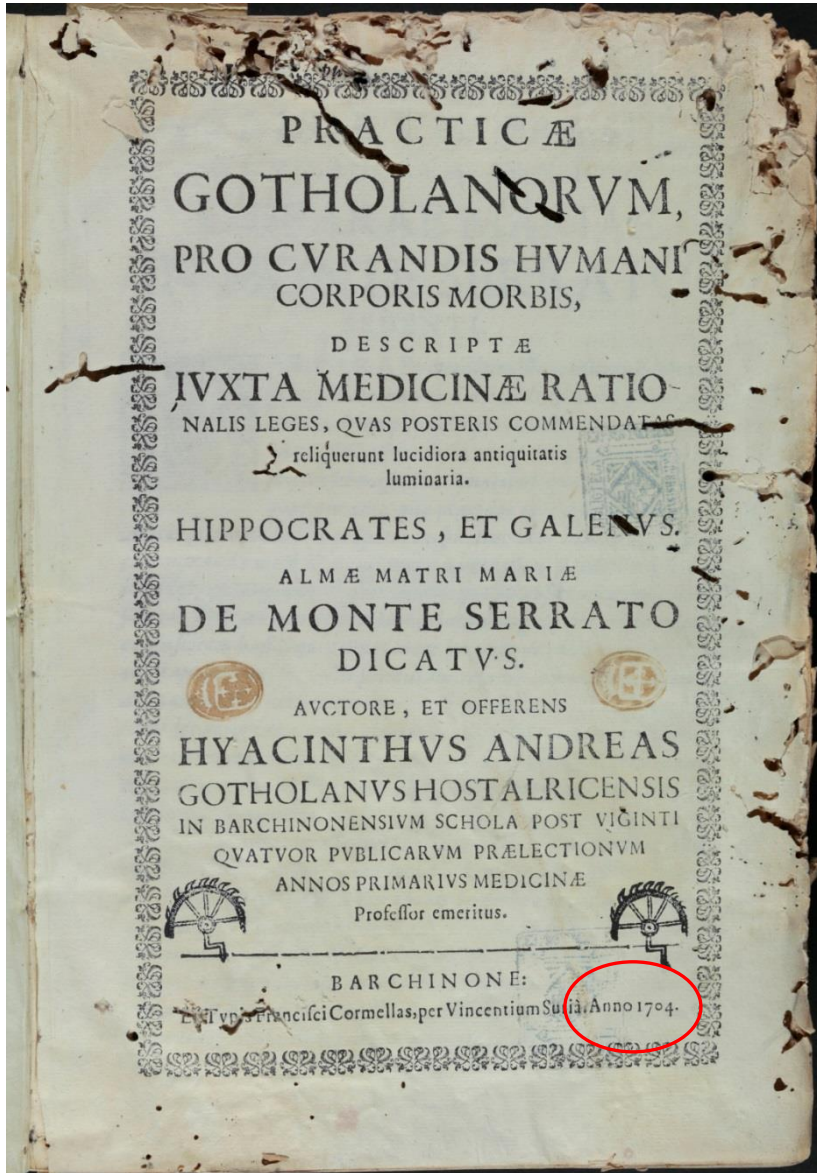 PRACTICÆ
GOTHOLANORVM,
PRO CVRANDIS HVMANI
CORPORIS MORBIS,
DESCRIPTÆ
IVXTA MEDICINÆ RATIO-
NALIS LEGES, QVAS POSTERIS COMMENDATAS
reliquerunt lucidiora antiquitatis
luminaria.
HIPPOCRATES, ET GALENVS.
ALMÆ MATRI MARIÆ
DE MONTE SERRATO
DICATVS.
AVCTORE, ET OFFERENS
HYACINTHVS ANDREAS
GOTHOLANVS HOSTALRICENSIS
IN BARCHINONENSIVM SCHOLA POST VIGINTI
QVATVOR PVBLICARVM PRÆLECTIONVM
ANNOS PRIMARIVS MEDICINÆ
Professor emeritus.
BARCHINONE:
Typis Francisci Cormellas, per Vincentium Surià. Anno 1704.